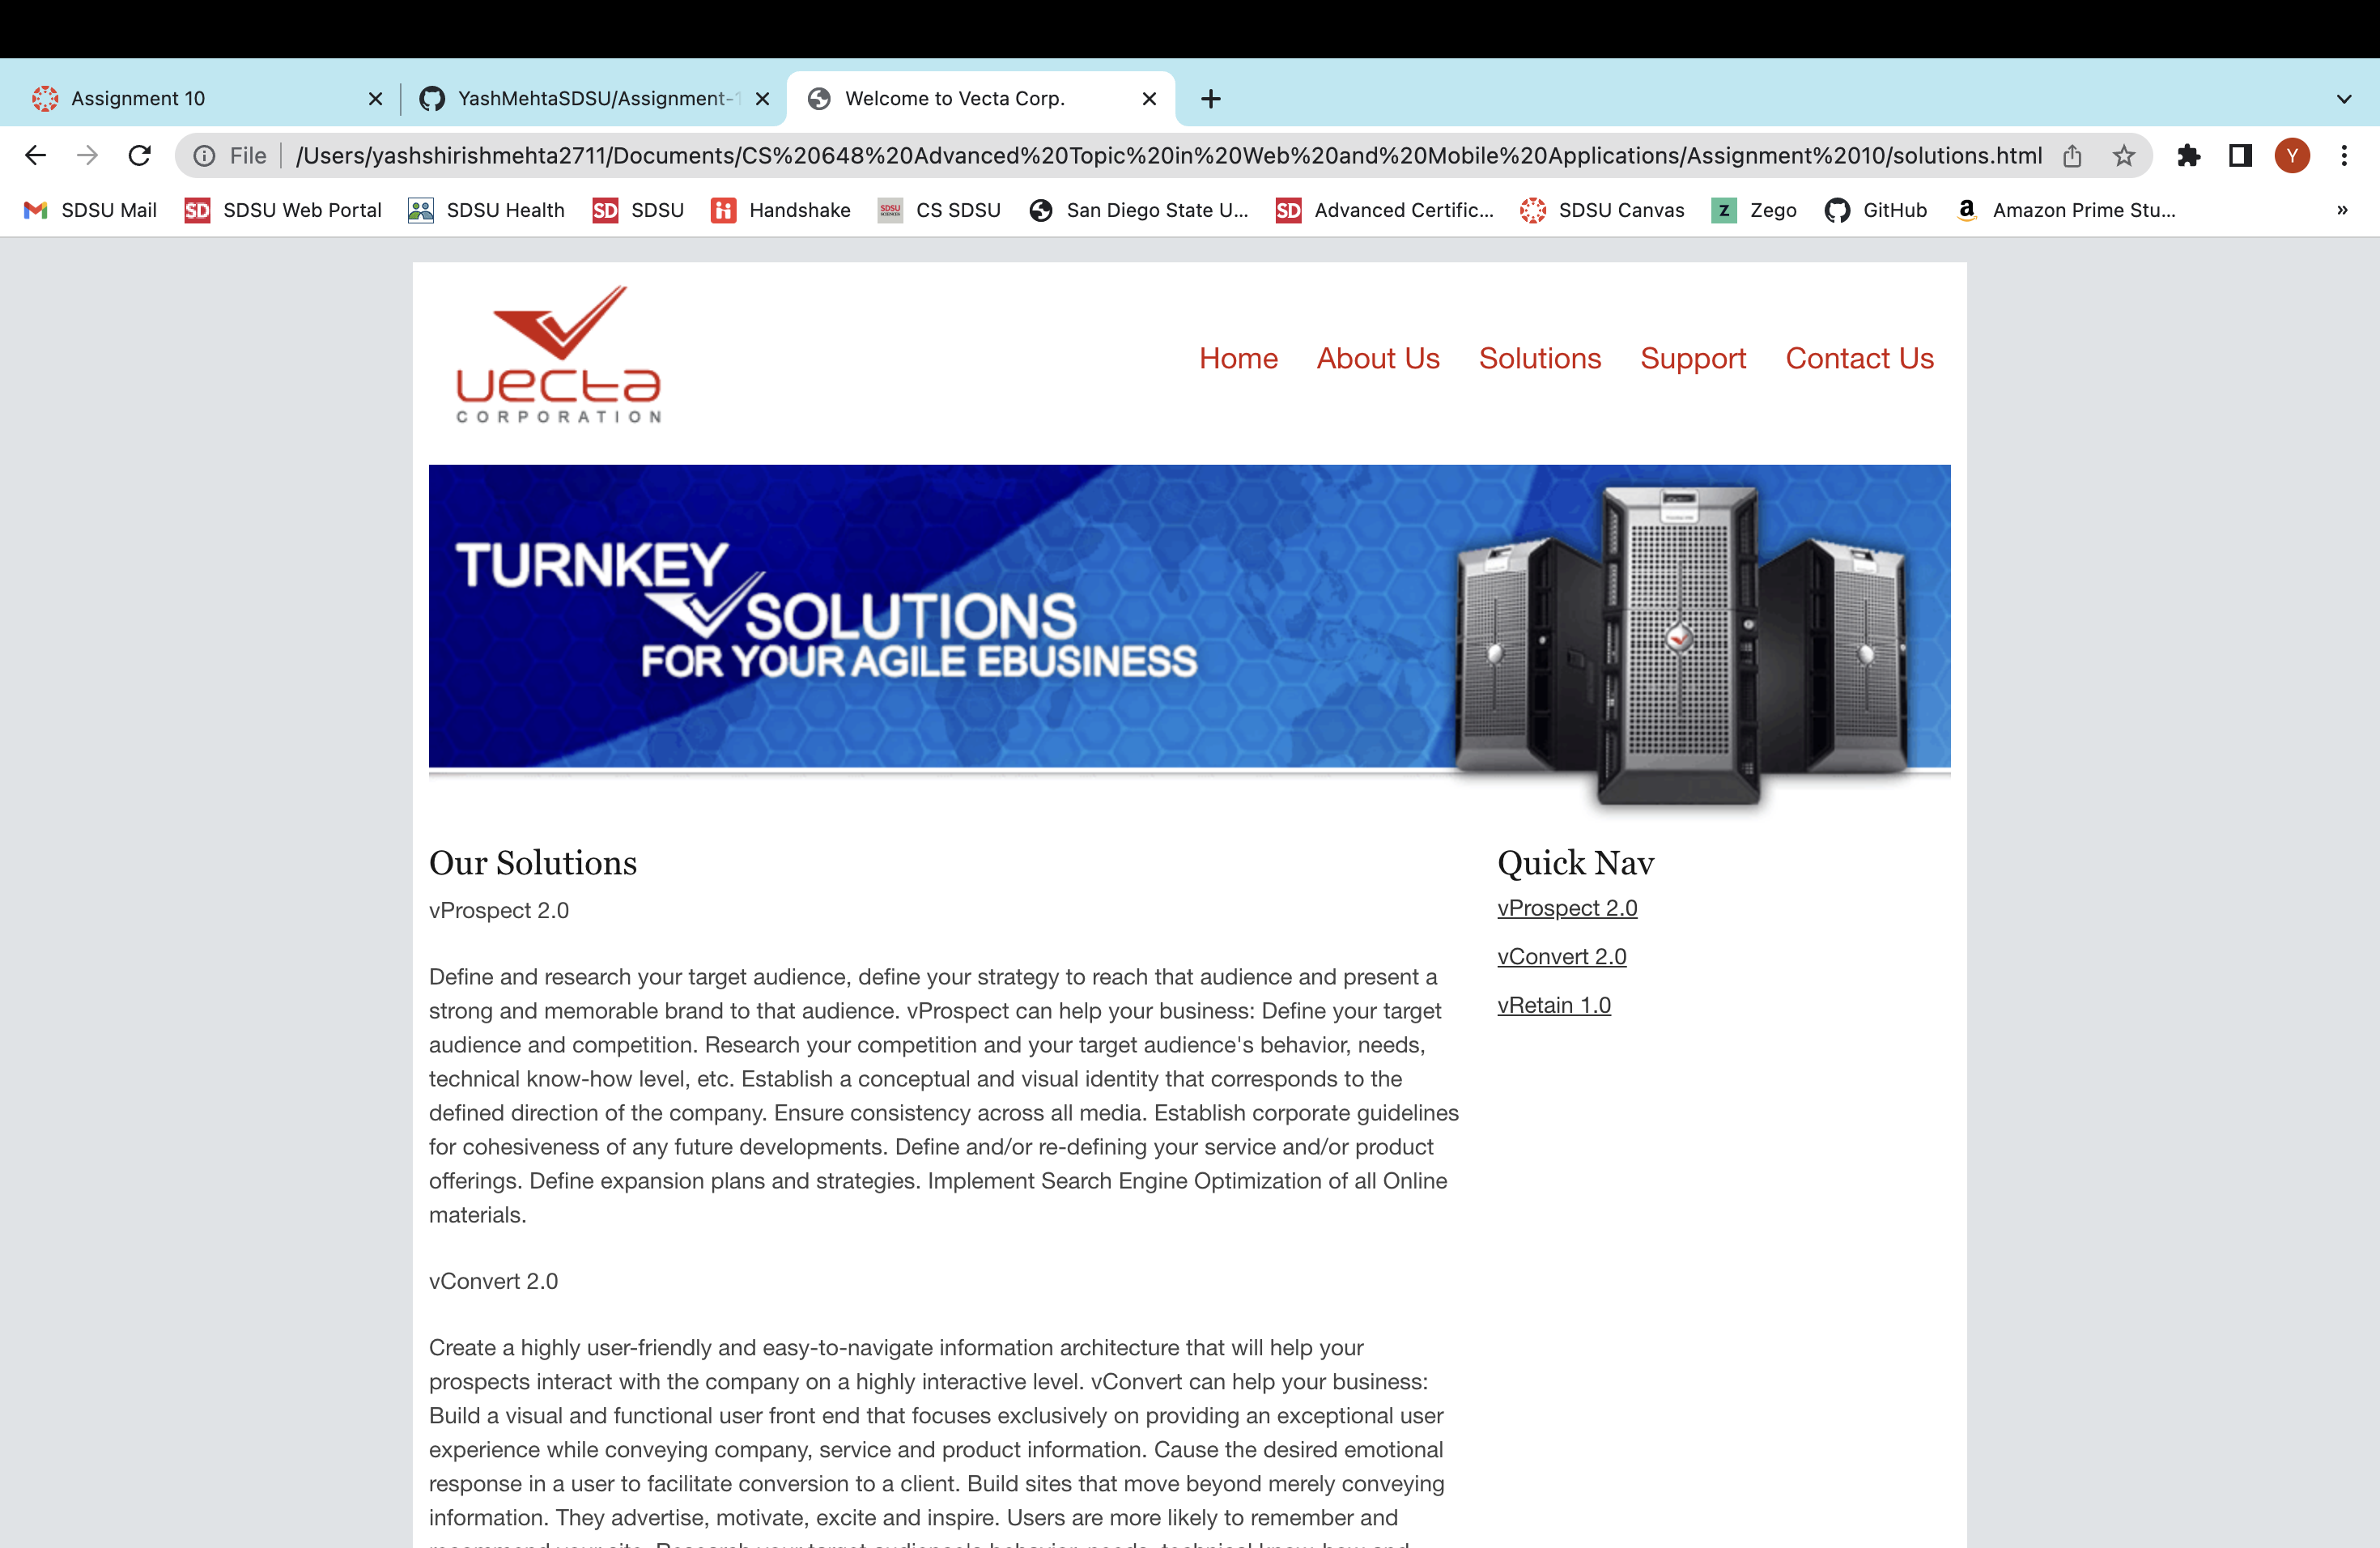 Assignment 10
YashMehtaSDSU/Assignment-1
Welcome to Vecta Corp.
File
/Users/yashshirishmehta2711/Documents/CS%20648%20Advanced%20Topic%20in%20Web%20and%20Mobile%20Applications/Assignment%2010/solutions.html
Y
SDSU Mail
SD
SDSU Web Portal
SDSU Health
SD
SDSU
Handshake
CS SDSU
San Diego State U...
SD
Advanced Certific...
SDSU Canvas
Z
Zego
GitHub
a
Amazon Prime Stu...
»
vecta
CORPORATION
Home
About Us
Solutions
Support
Contact Us
TURNKEY
SOLUTIONS
FOR YOUR AGILE EBUSINESS
Our Solutions
vProspect 2.0
Define and research your target audience, define your strategy to reach that audience and present a
strong and memorable brand to that audience. vProspect can help your business: Define your target
audience and competition. Research your competition and your target audience's behavior, needs,
technical know-how level, etc. Establish a conceptual and visual identity that corresponds to the
defined direction of the company. Ensure consistency across all media. Establish corporate guidelines
for cohesiveness of any future developments. Define and/or re-defining your service and/or product
offerings. Define expansion plans and strategies. Implement Search Engine Optimization of all Online
materials.
vConvert 2.0
Create a highly user-friendly and easy-to-navigate information architecture that will help your
prospects interact with the company on a highly interactive level. vConvert can help your business:
Build a visual and functional user front end that focuses exclusively on providing an exceptional user
experience while conveying company, service and product information. Cause the desired emotional
response in a user to facilitate conversion to a client. Build sites that move beyond merely conveying
information. They advertise, motivate, excite and inspire. Users are more likely to remember and
Quick Nav
vProspect 2.0
vConvert 2.0
vRetain 1.0